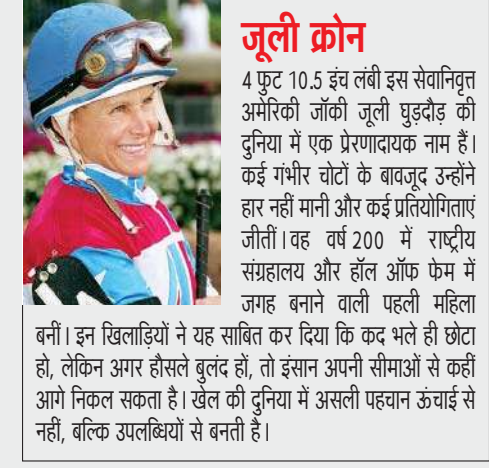 जूली क्रोन
4 फुट 10.5 इंच लंबी इस सेवानिवृत्त
अमेरिकी जॉकी जूली घुड़दौड़ की
दुनिया में एक प्रेरणादायक नाम हैं।
कई गंभीर चोटों के बावजूद उन्होंने
हार नहीं मानी और कई प्रतियोगिताएं
जीतीं। वह वर्ष 200 में राष्ट्रीय
संग्रहालय और हॉल ऑफ फेम में
जगह बनाने वाली पहली महिला
बनीं। इन खिलाड़ियों ने यह साबित कर दिया कि कद भले ही छोटा
हो, लेकिन अगर हौसले बुलंद हों, तो इंसान अपनी सीमाओं से कहीं
आगे निकल सकता है। खेल की दुनिया में असली पहचान ऊंचाई से
नहीं, बल्कि उपलब्धियों से बनती है।